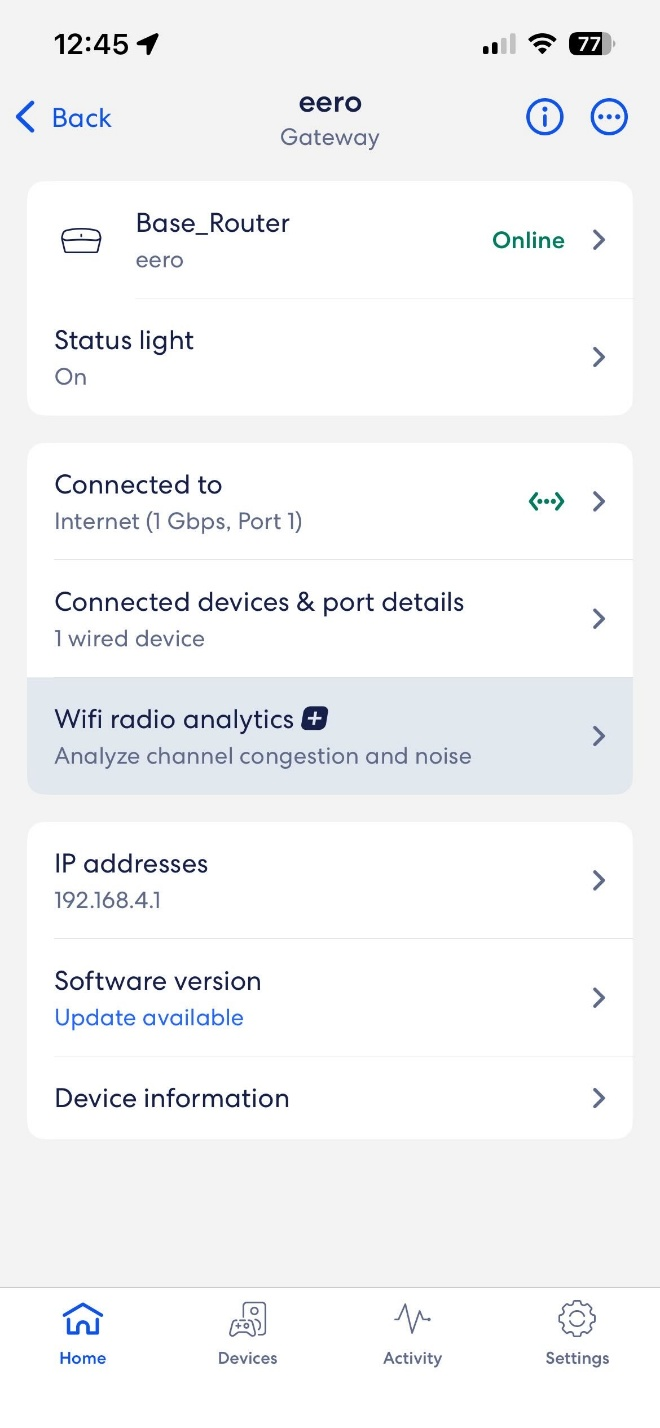 12:45
77
Back
eero
Gateway
Base_Router
eero
Online
Status light
On
Connected to
Internet (1 Gbps, Port 1)
Connected devices & port details
1 wired device
Wifi radio analytics
Analyze channel congestion and noise
IP addresses
192.168.4.1
Software version
Update available
Device information
Home
Devices
Activity
Settings